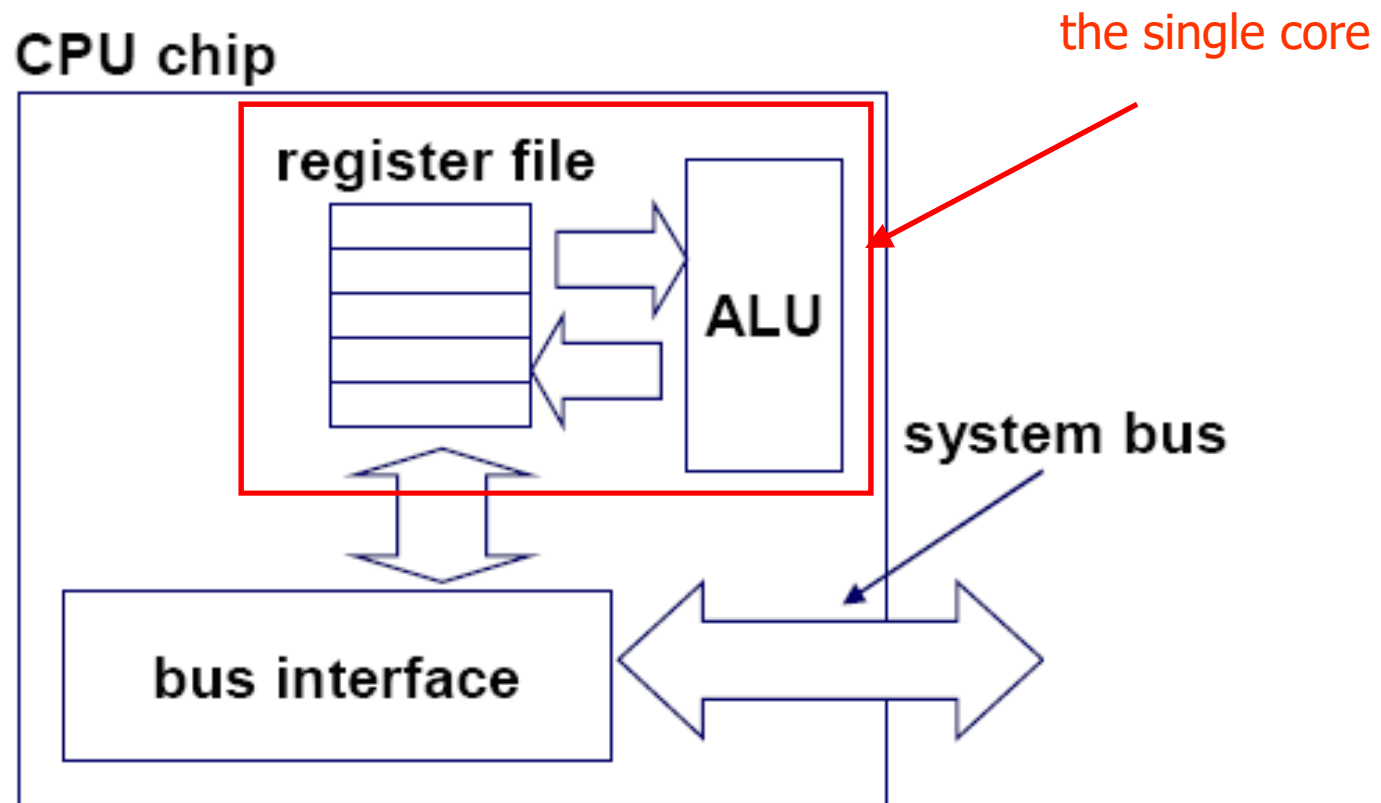 the single core
CPU chip
register file
ALU
system bus
bus interface